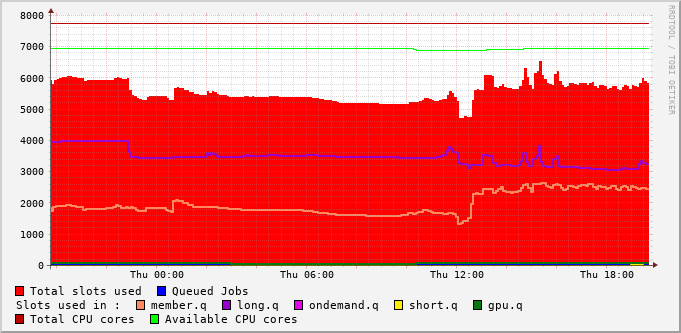 8000
7000
6000
5000
4000
3000
2000
1000
0
Thu 00:00 Thu 06:00 Thu 12:00 Thu 18:00
RRDTOOL / TOBI OETIKER
Total slots used Queued Jobs
Slots used in : member.q long.q ondemand.q short.q gpu.q
Total CPU cores Available CPU cores